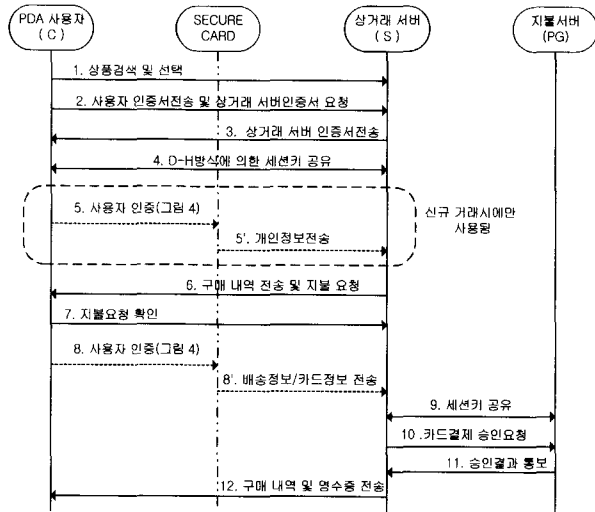 PDA 사용자
( C )
SECURE
CARD
상거래 서버
( S )
지불서버
(PG)
1. 상품검색 및 선택
2. 사용자 인증서전송 및 상거래 서버인증서 요청
3. 상거래 서버 인증서전송
4. D-H방식에 의한 세션키 공유
5. 사용자 인증(그림 4)
신규 거래시에만
사용됨
5'. 개인정보전송
6. 구매 내역 전송 및 지불 요청
7. 지불요청 확인
8. 사용자 인증(그림 4)
8'. 배송정보/카드정보 전송
9. 세션키 공유
10 .카드결제 승인요청
11. 승인결과 통보
12. 구매 내역 및 영수증 전송